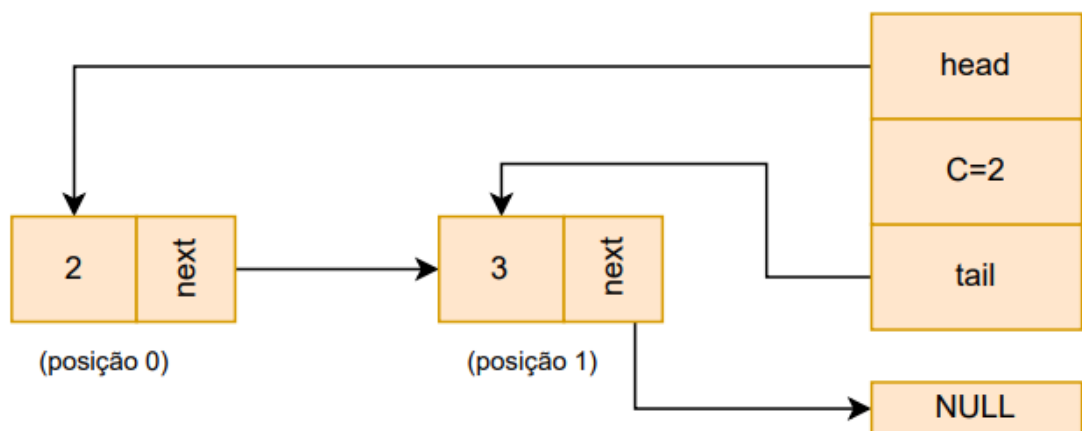 head
C=2
tail
2
next
3
next
(posição 0)
(posição 1)
NULL